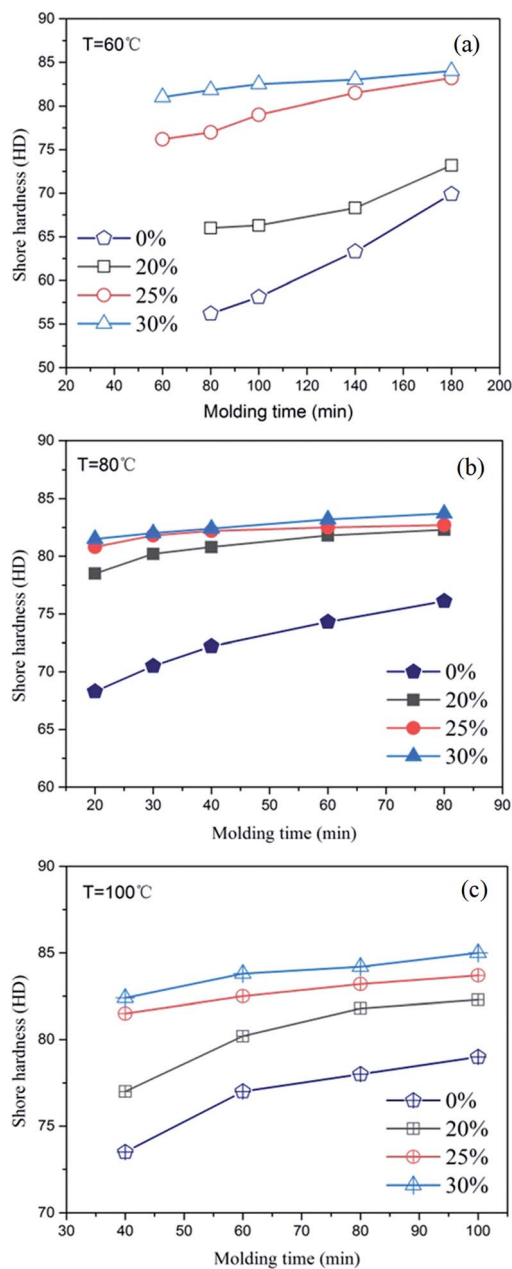 90
T=60℃
(a)
85
80
75
70
65
60
55
50
Shore hardness (HD)
0%
20%
25%
30%
20 40 60 80 100 120 140 160 180 200
Molding time (min)
90
T=80℃
(b)
85
80
75
70
65
60
Shore hardness (HD)
0%
20%
25%
30%
20 30 40 50 60 70 80 90
Molding time (min)
90
T=100℃
(c)
85
80
75
70
Shore hardness (HD)
0%
20%
25%
30%
30 40 50 60 70 80 90 100
Molding time (min)